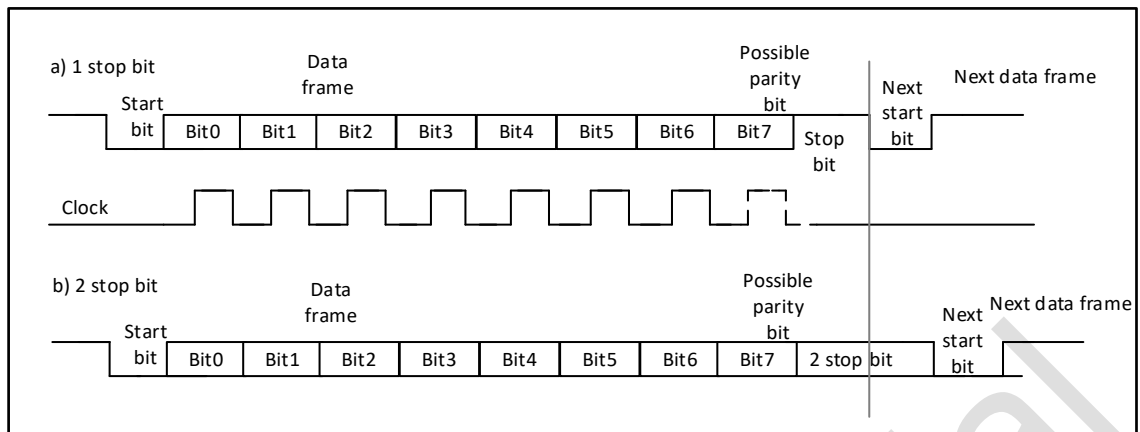 a) 1 stop bit
Data
frame
Possible
parity
bit
Next data frame
Start
bit
Bit0
Bit1
Bit2
Bit3
Bit4
Bit5
Bit6
Bit7
Stop
bit
Next
start
bit
Clock
b) 2 stop bit
Data
frame
Possible
parity
bit
Next data frame
Start
bit
Bit0
Bit1
Bit2
Bit3
Bit4
Bit5
Bit6
Bit7
2 stop bit
Next
start
bit